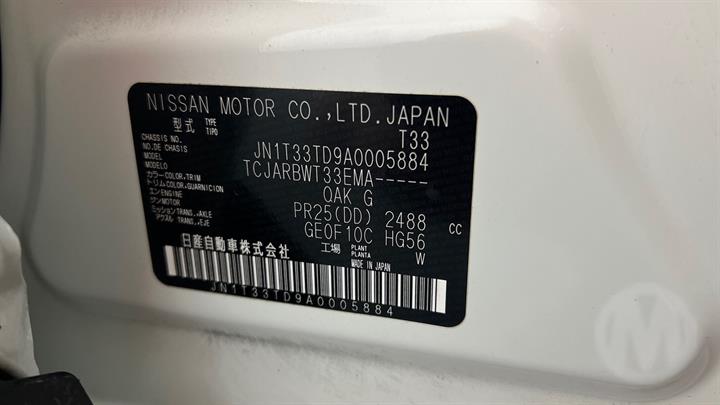 NISSAN MOTOR CO.,LTD.JAPAN
型式 TYPE TIPO T33
CHASSIS NO. NO. DE CHASIS JN1T33TD9A0005884
MODEL MODELO TCJARBWT33EMA-----
カラー COLOR,TRIM トリム COLOR,GUARNICION QAK G
エンジン ENGINE MOTOR PR25(DD) 2488 CC
ミッション TRANS.,AXLE アクスル TRANS.,EJE GE0F10C HG56
工場 PLANT PLANTA W
日産自動車株式会社 MADE IN JAPAN
JN1T33TD9A0005884
M